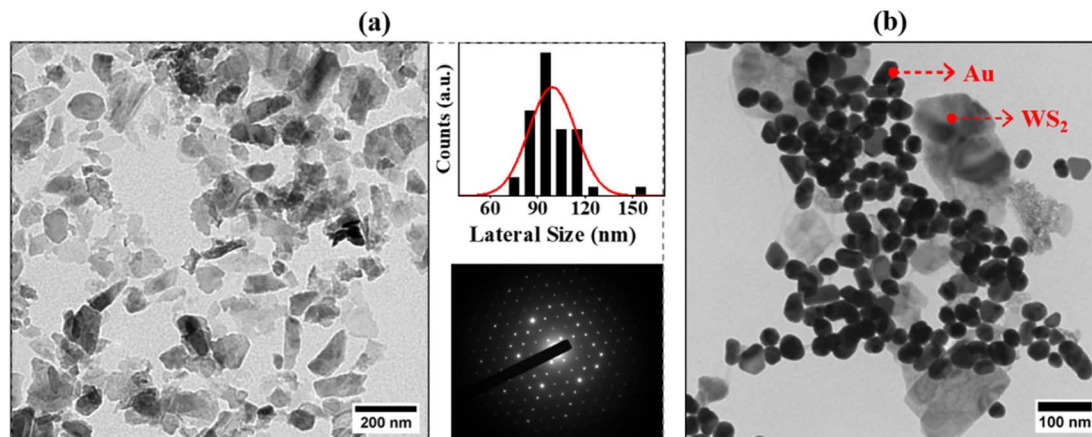 (a)
(b)
200 nm
Counts (a.u.)
60 90 120 150
Lateral Size (nm)
Au
WS₂
100 nm